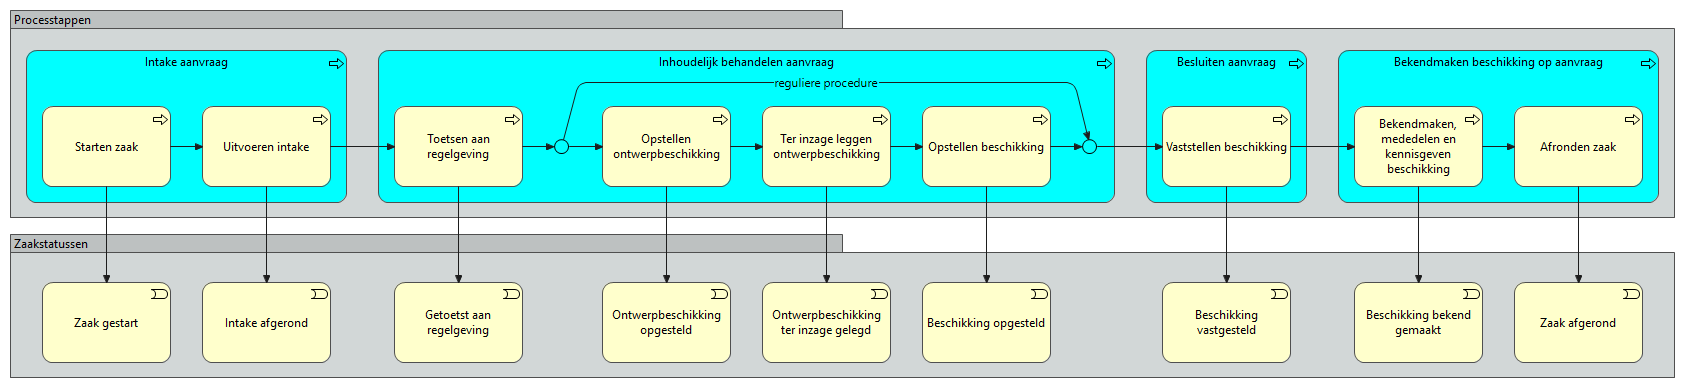 Processtappen
Intake aanvraag
Inhoudelijk behandelen aanvraag
Besluiten aanvraag
Bekendmaken beschikking op aanvraag
reguliere procedure
Starten zaak
Uitvoeren intake
Toetsen aan
regelgeving
Opstellen
ontwerpbeschikking
Ter inzage leggen
ontwerpbeschikking
Opstellen beschikking
Vaststellen beschikking
Bekendmaken,
mededelen en
kennisgeven
beschikking
Afronden zaak
Zaakstatussen
Zaak gestart
Intake afgerond
Getoetst aan
regelgeving
Ontwerpbeschikking
opgesteld
Ontwerpbeschikking
ter inzage gelegd
Beschikking opgesteld
Beschikking
vastgesteld
Beschikking bekend
gemaakt
Zaak afgerond